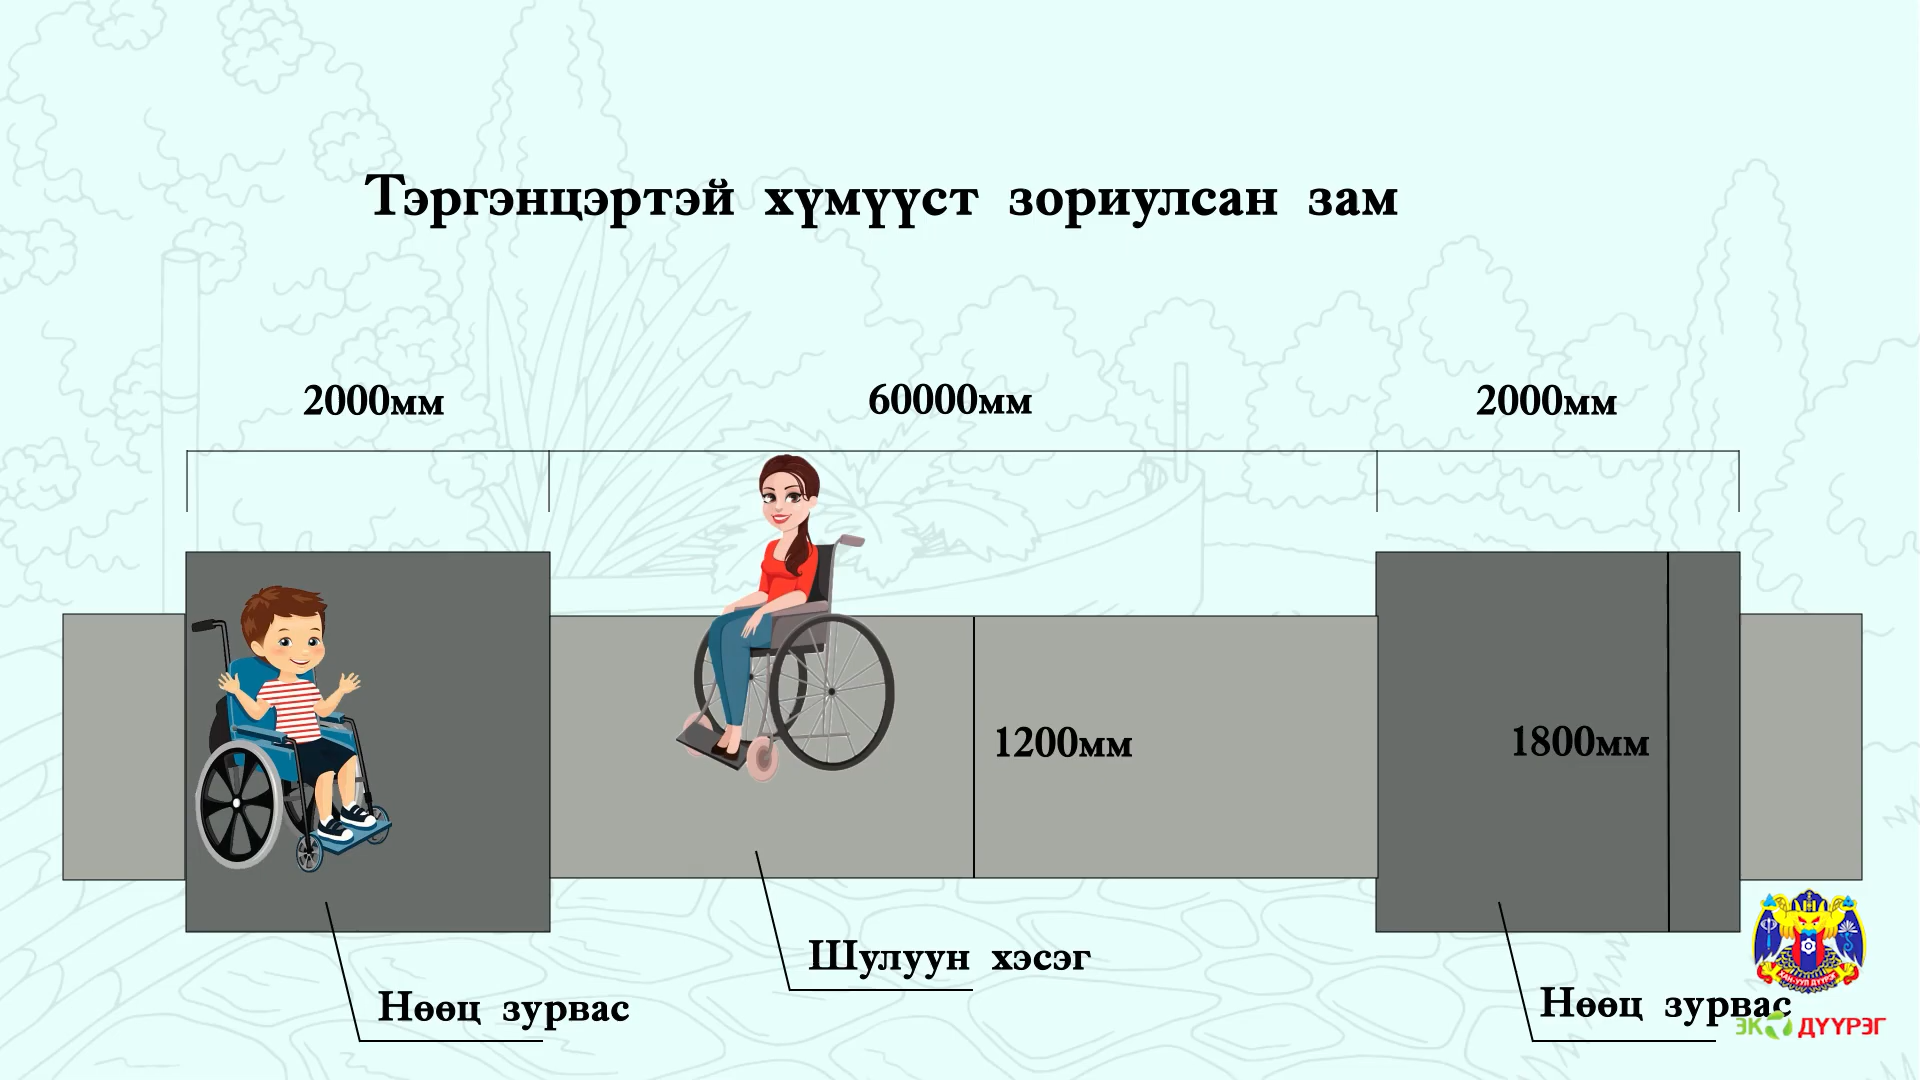 Тэргэнцэртэй хүмүүст зориулсан зам
2000мм
60000мм
2000мм
1200мм
1800мм
Шулуун хэсэг
Нөөц зурвас
Нөөц зурвас
ЭКО ДҮҮРЭГ